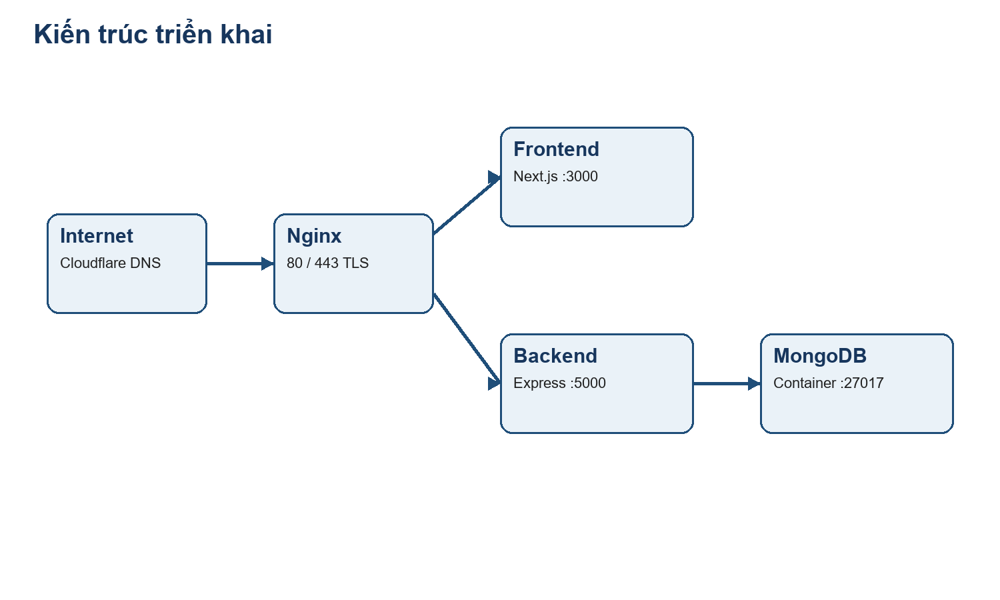 Kiến trúc triển khai
Internet
Cloudflare DNS
Nginx
80 / 443 TLS
Frontend
Next.js :3000
Backend
Express :5000
MongoDB
Container :27017